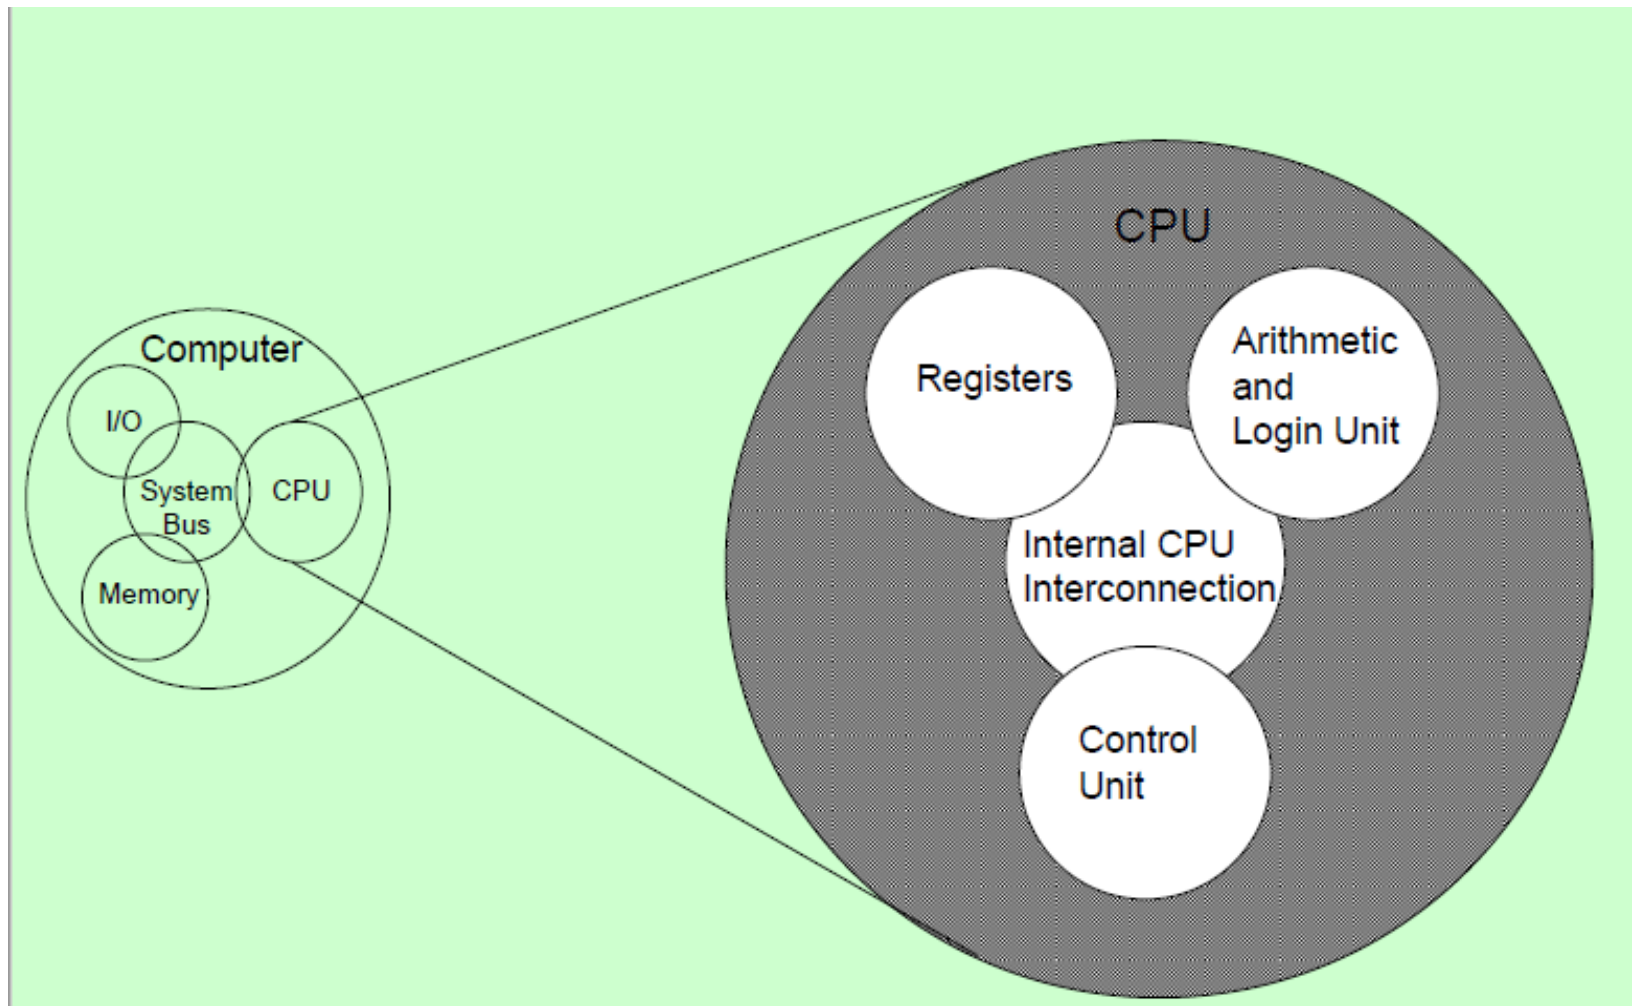 Computer
I/O
System
Bus
CPU
Memory
CPU
Registers
Arithmetic
and
Login Unit
Internal CPU
Interconnection
Control
Unit